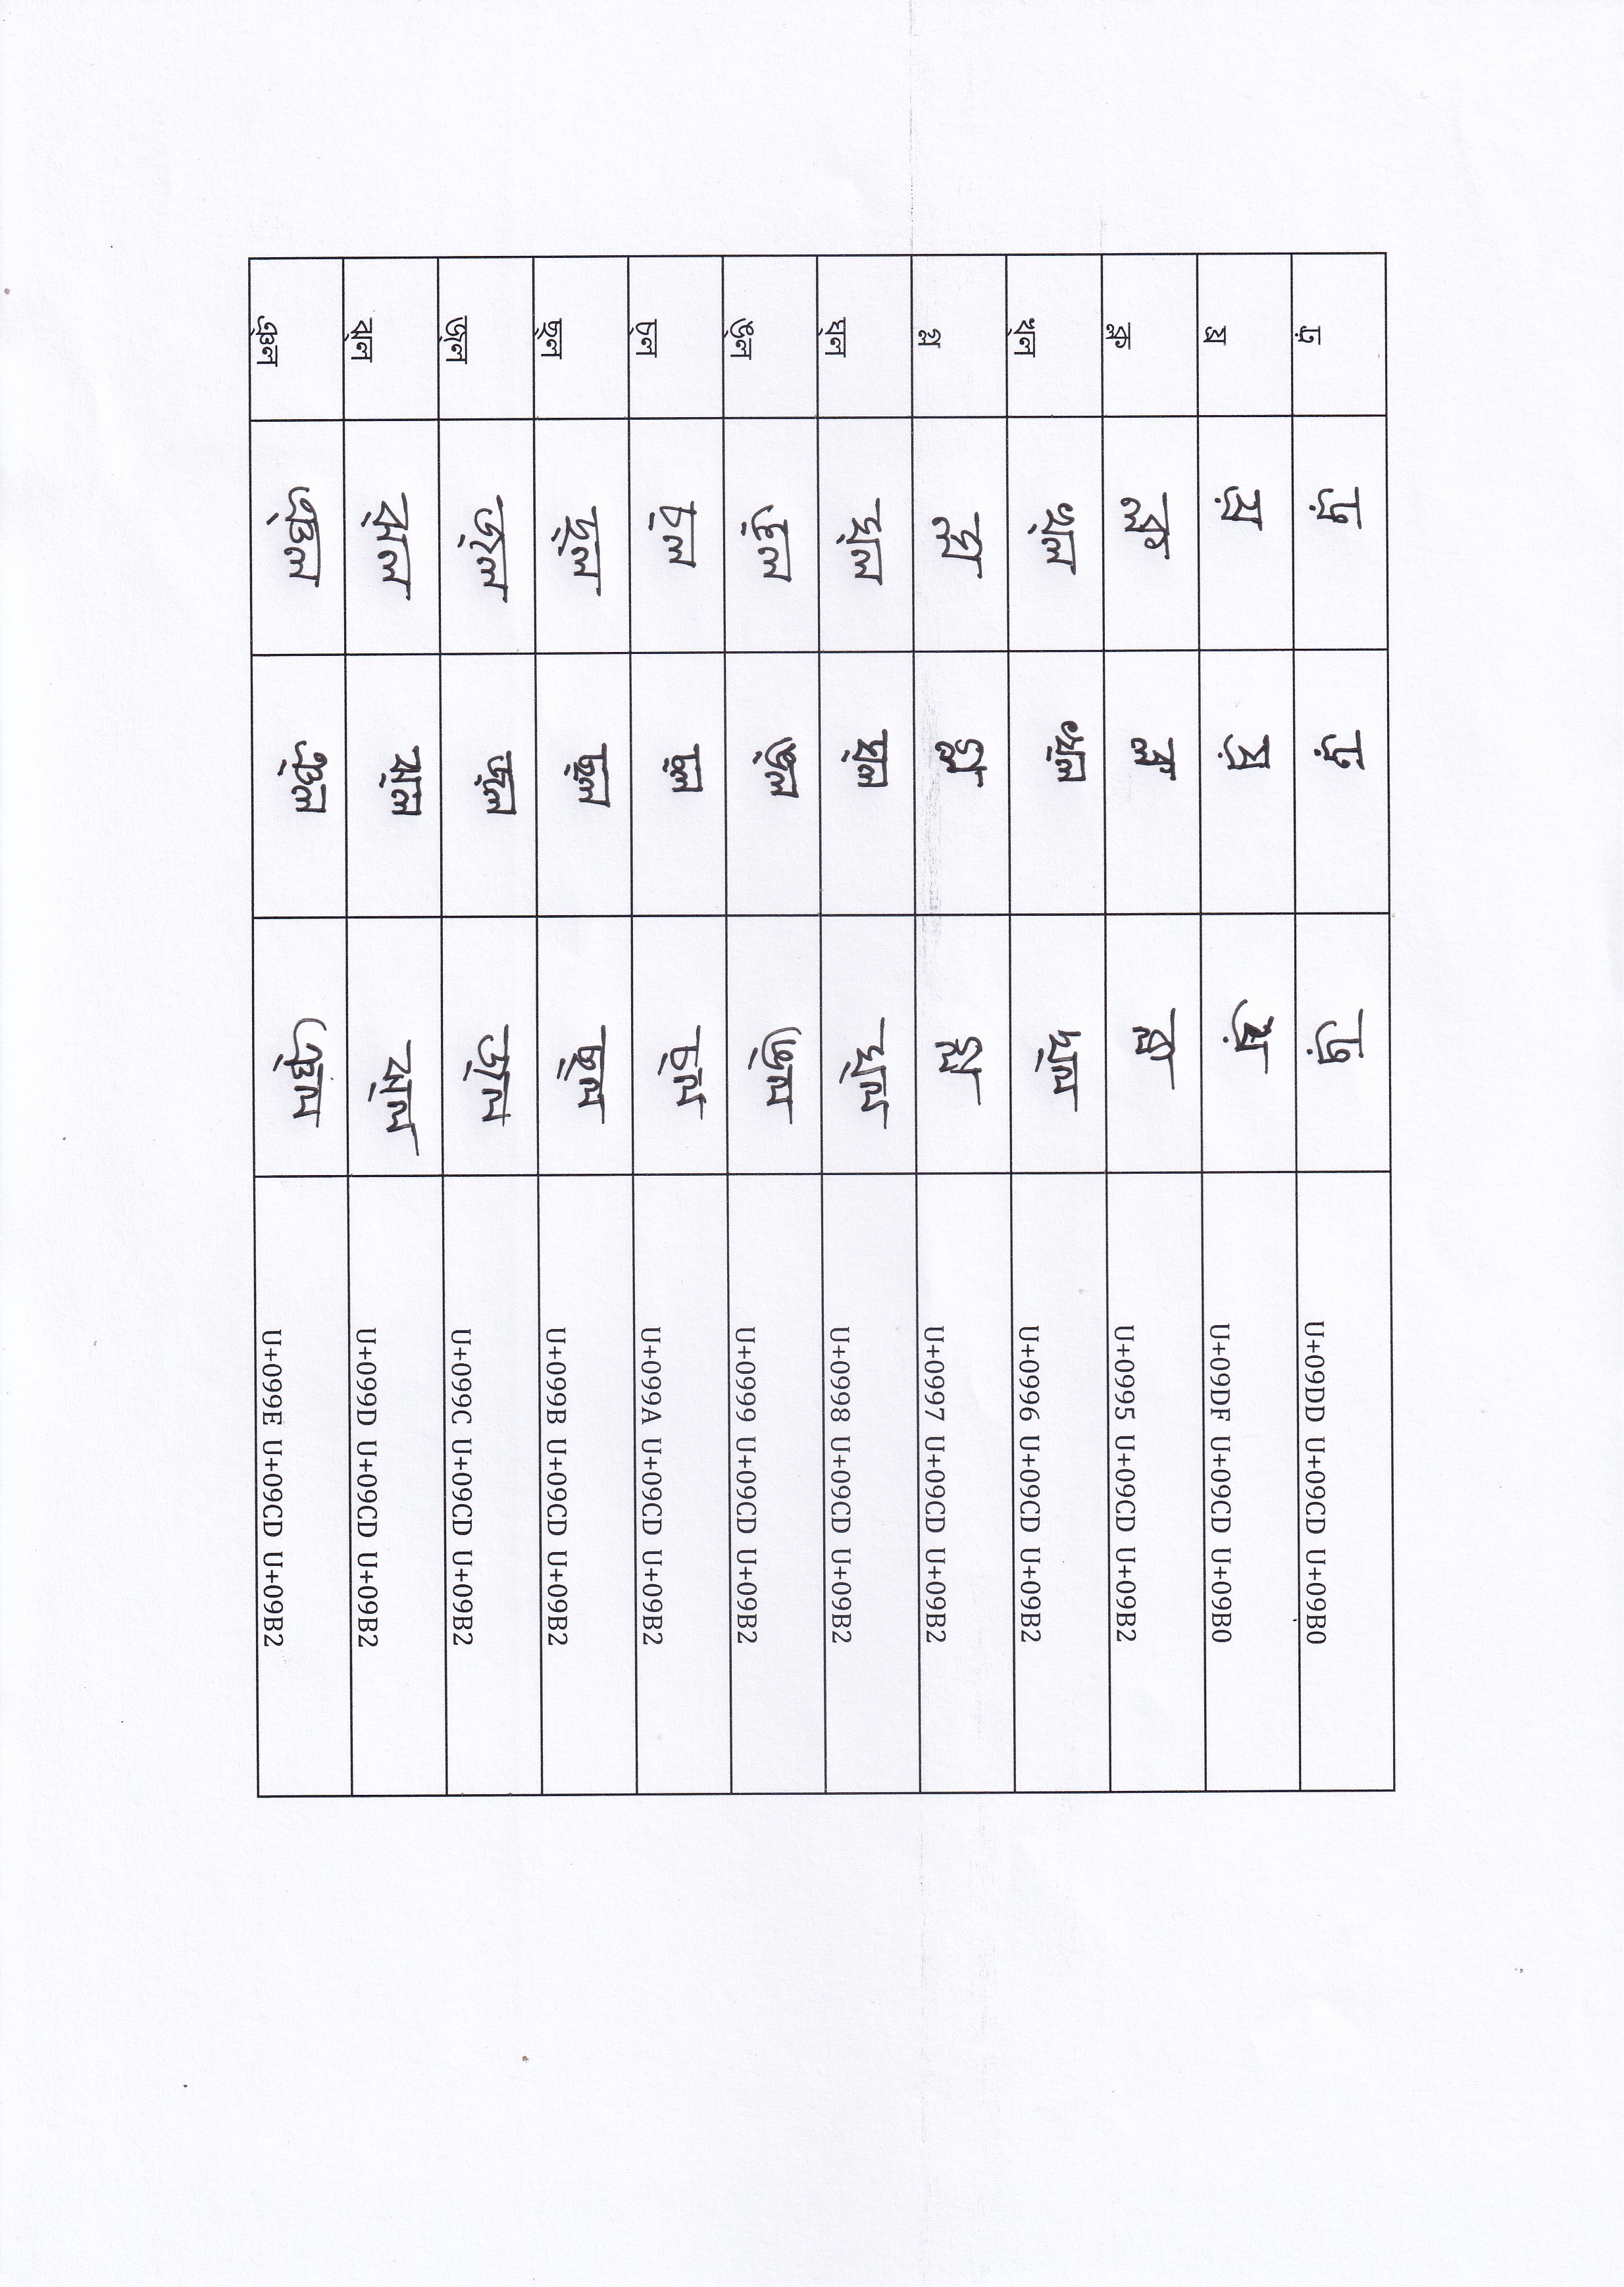 ঢ়্র ঢ়্র ঢ়্র ঢ়্র U+09DD U+09CD U+09B0
য়্র য়্র য়্র য়্র U+09DF U+09CD U+09B0
ক্ল ক্ল ক্ল ক্ল U+0995 U+09CD U+09B2
খ্ল খ্ল খ্ল খ্ল U+0996 U+09CD U+09B2
গ্ল গ্ল গ্ল গ্ল U+0997 U+09CD U+09B2
ঘ্ল ঘ্ল ঘ্ল ঘ্ল U+0998 U+09CD U+09B2
ঙ্ল ঙ্ল ঙ্ল ঙ্ল U+0999 U+09CD U+09B2
চ্ল চ্ল চ্ল চ্ল U+099A U+09CD U+09B2
ছ্ল ছ্ল ছ্ল ছ্ল U+099B U+09CD U+09B2
জ্ল জ্ল জ্ল জ্ল U+099C U+09CD U+09B2
ঝ্ল ঝ্ল ঝ্ল ঝ্ল U+099D U+09CD U+09B2
ঞ্ল ঞ্ল ঞ্ল ঞ্ল U+099E U+09CD U+09B2